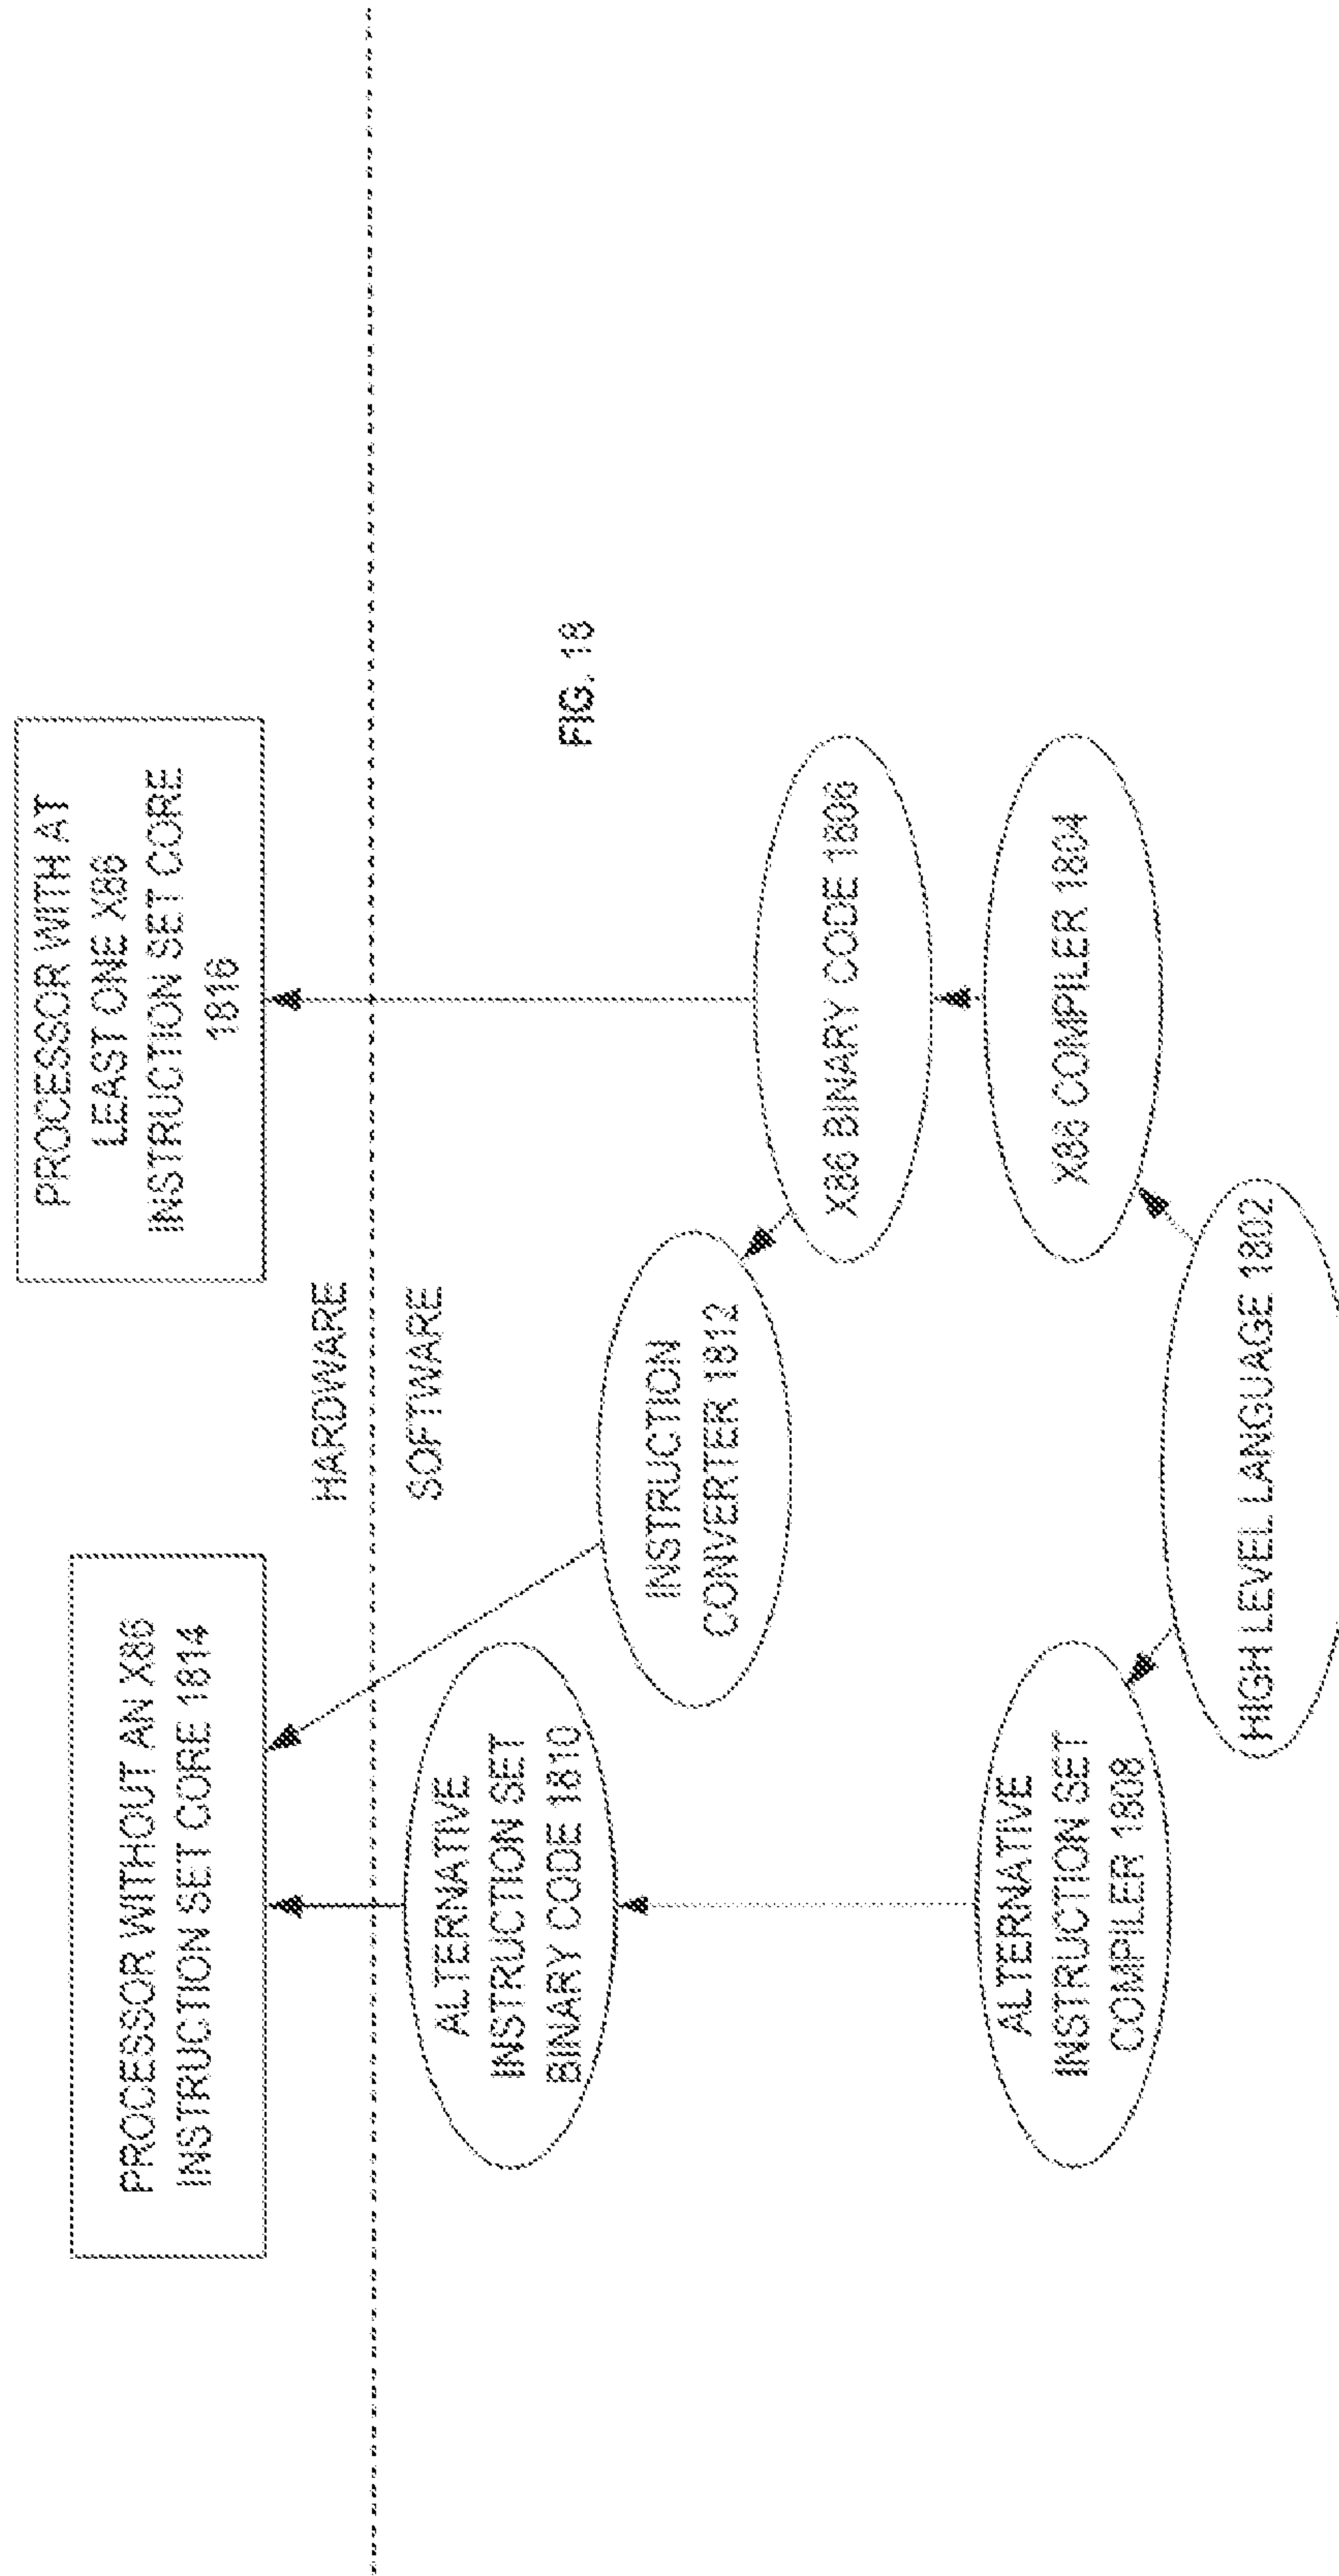 PROCESSOR WITHOUT AN X86
INSTRUCTION SET CORE 1814
PROCESSOR WITH AT
LEAST ONE X86
INSTRUCTION SET CORE
1816
HARDWARE
SOFTWARE
ALTERNATIVE
INSTRUCTION SET
BINARY CODE 1810
INSTRUCTION
CONVERTER 1812
FIG. 18
X86 BINARY CODE 1806
ALTERNATIVE
INSTRUCTION SET
COMPILER 1808
X86 COMPILER 1804
HIGH LEVEL LANGUAGE 1802